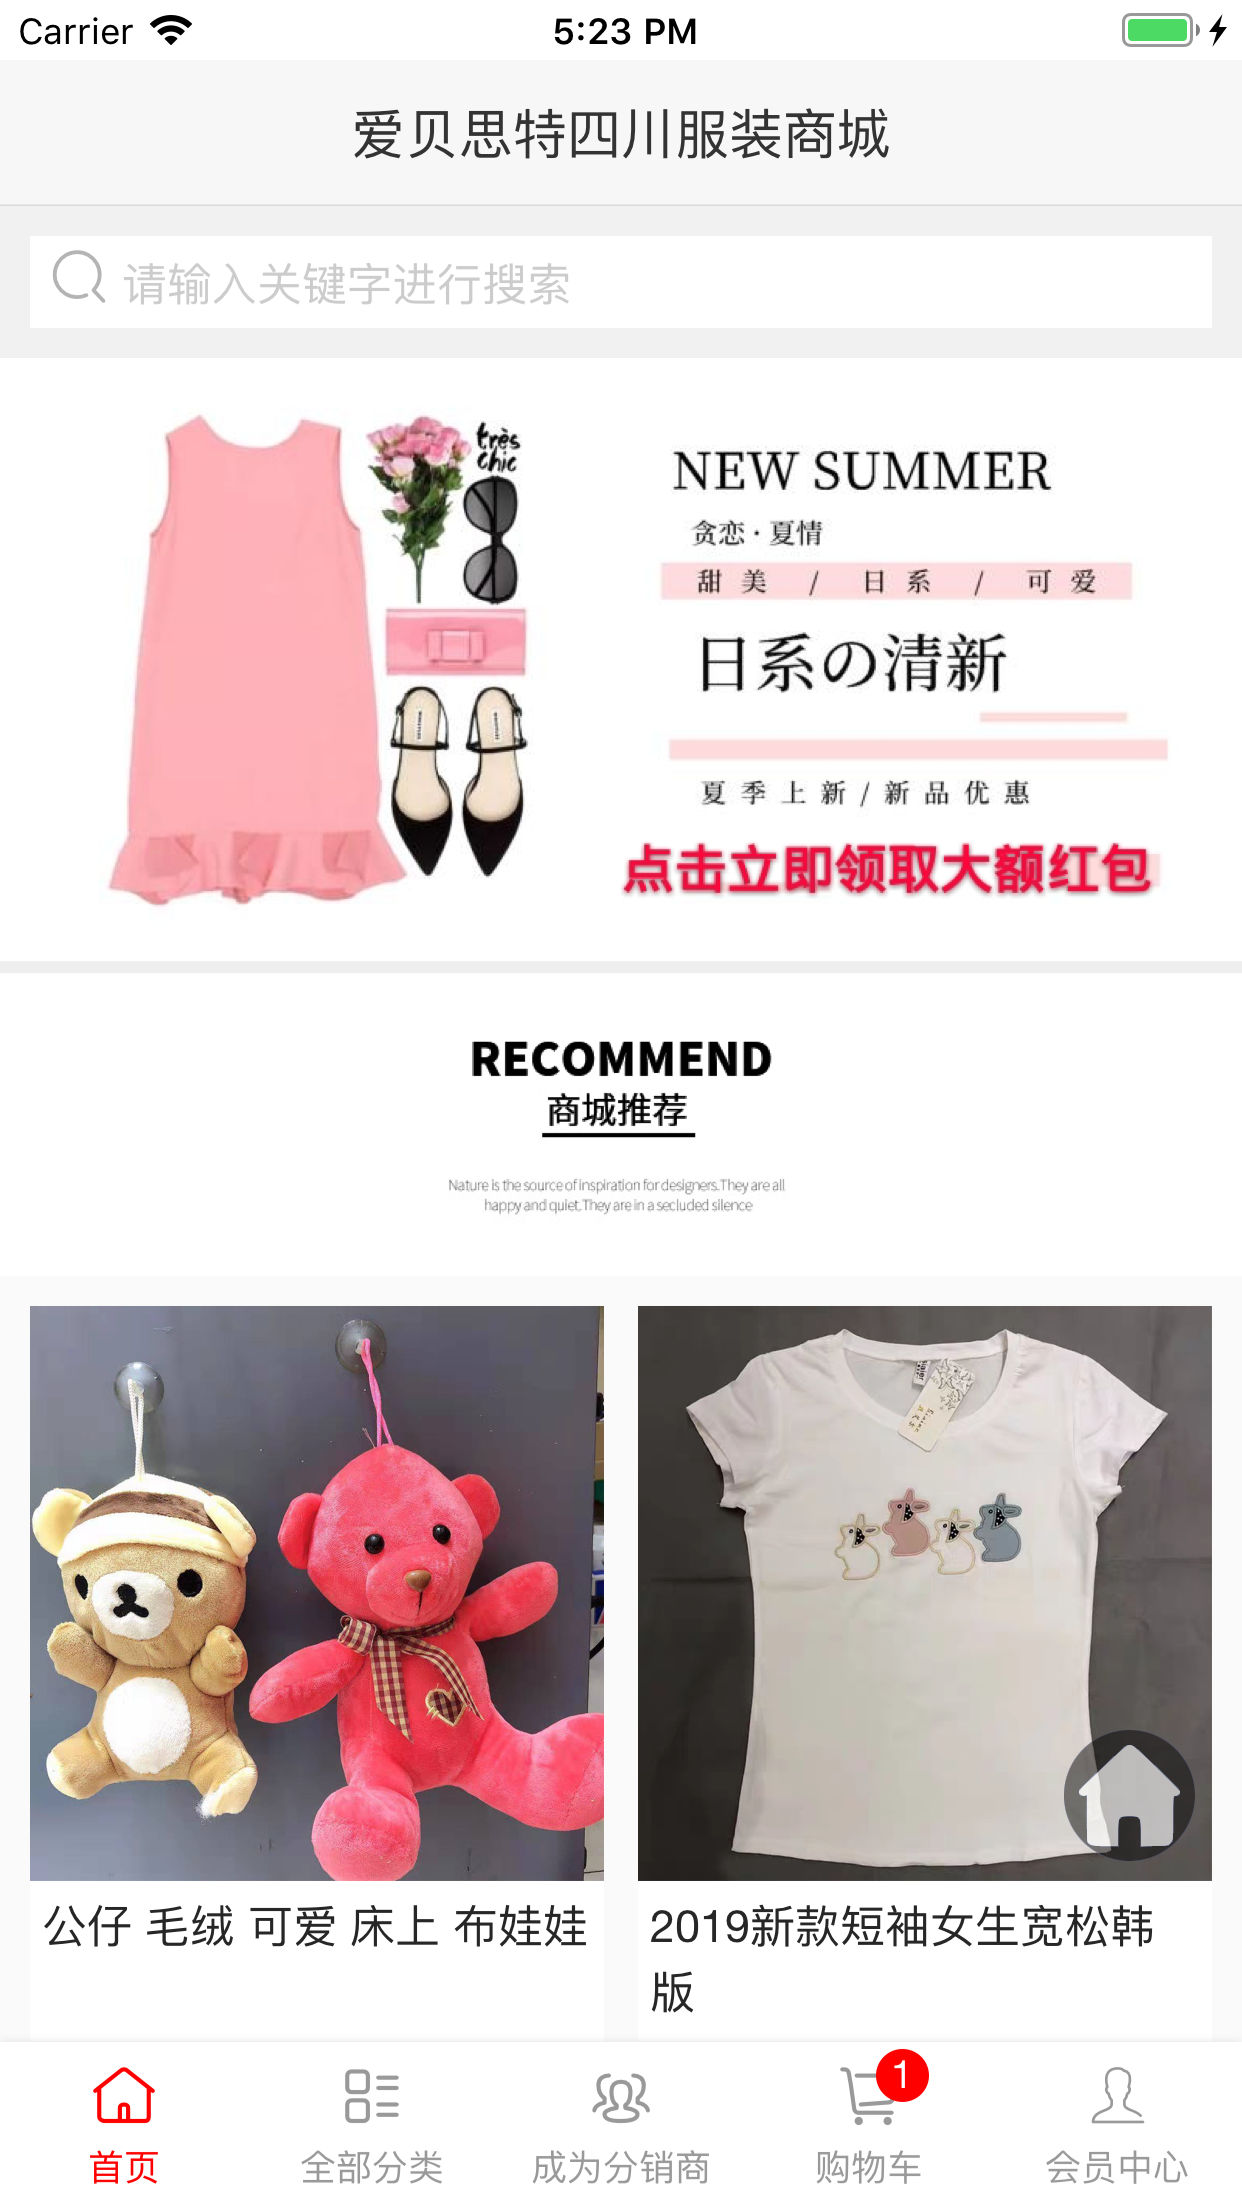 Carrier 5:23 PM
爱贝思特四川服装商城
请输入关键字进行搜索
très
chic
NEW SUMMER
贪恋·夏情
甜美 / 日系 / 可爱
日系の清新
夏季上新/新品优惠
点击立即领取大额红包
RECOMMEND
商城推荐
Nature is the source of inspiration for designers.They are all
happy and quiet.They are in a secluded silence
公仔 毛绒 可爱 床上 布娃娃
2019新款短袖女生宽松韩
版
1
首页 全部分类 成为分销商 购物车 会员中心